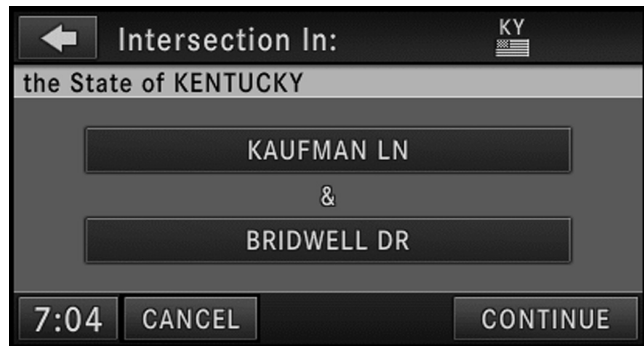 Intersection In:
KY
the State of KENTUCKY
KAUFMAN LN
&
BRIDWELL DR
7:04
CANCEL
CONTINUE